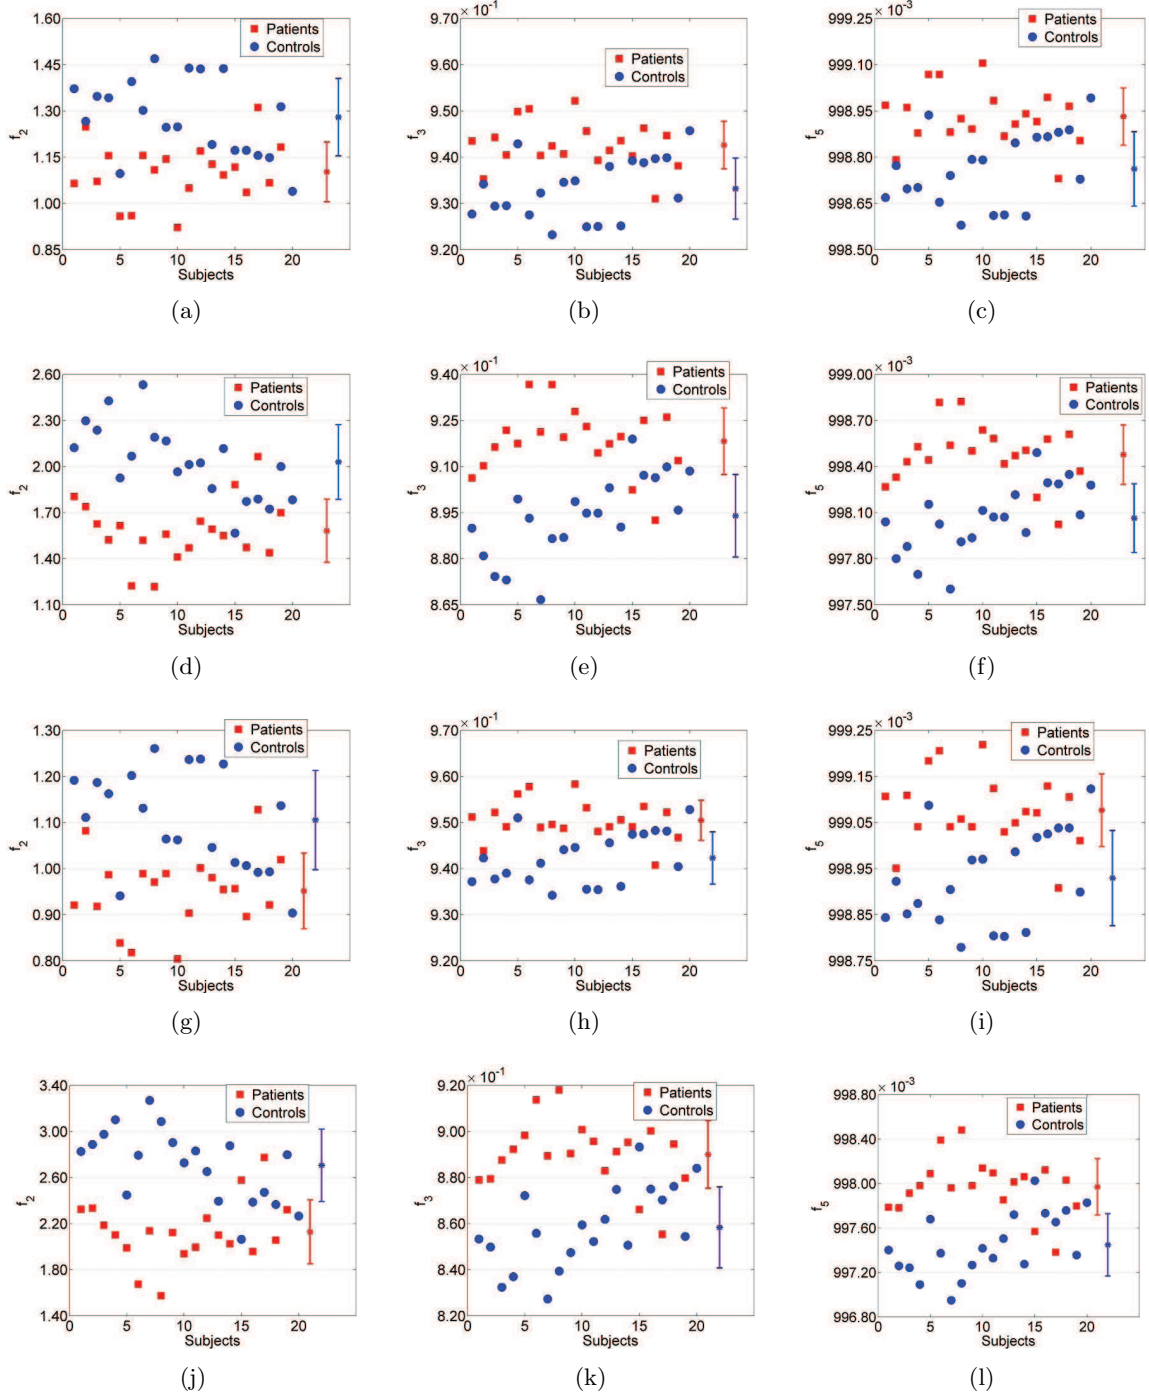 1.60
1.45
1.30
1.15
1.00
0.85
f2
0 5 10 15 20
Subjects
Patients
Controls
(a)
9.70 × 10⁻¹
9.60
9.50
9.40
9.30
9.20
f3
0 5 10 15 20
Subjects
Patients
Controls
(b)
999.25 × 10⁻³
999.10
998.95
998.80
998.65
998.50
f5
0 5 10 15 20
Subjects
Patients
Controls
(c)
2.60
2.30
2.00
1.70
1.40
1.10
f2
0 5 10 15 20
Subjects
Patients
Controls
(d)
9.40 × 10⁻¹
9.25
9.10
8.95
8.80
8.65
f3
0 5 10 15 20
Subjects
Patients
Controls
(e)
999.00 × 10⁻³
998.70
998.40
998.10
997.80
997.50
f5
0 5 10 15 20
Subjects
Patients
Controls
(f)
1.30
1.20
1.10
1.00
0.90
0.80
f2
0 5 10 15 20
Subjects
Patients
Controls
(g)
9.70 × 10⁻¹
9.60
9.50
9.40
9.30
9.20
f3
0 5 10 15 20
Subjects
Patients
Controls
(h)
999.25 × 10⁻³
999.15
999.05
998.95
998.85
998.75
f5
0 5 10 15 20
Subjects
Patients
Controls
(i)
3.40
3.00
2.60
2.20
1.80
1.40
f2
0 5 10 15 20
Subjects
Patients
Controls
(j)
9.20 × 10⁻¹
9.00
8.80
8.60
8.40
8.20
f3
0 5 10 15 20
Subjects
Patients
Controls
(k)
998.80 × 10⁻³
998.40
998.00
997.60
997.20
996.80
f5
0 5 10 15 20
Subjects
Patients
Controls
(l)